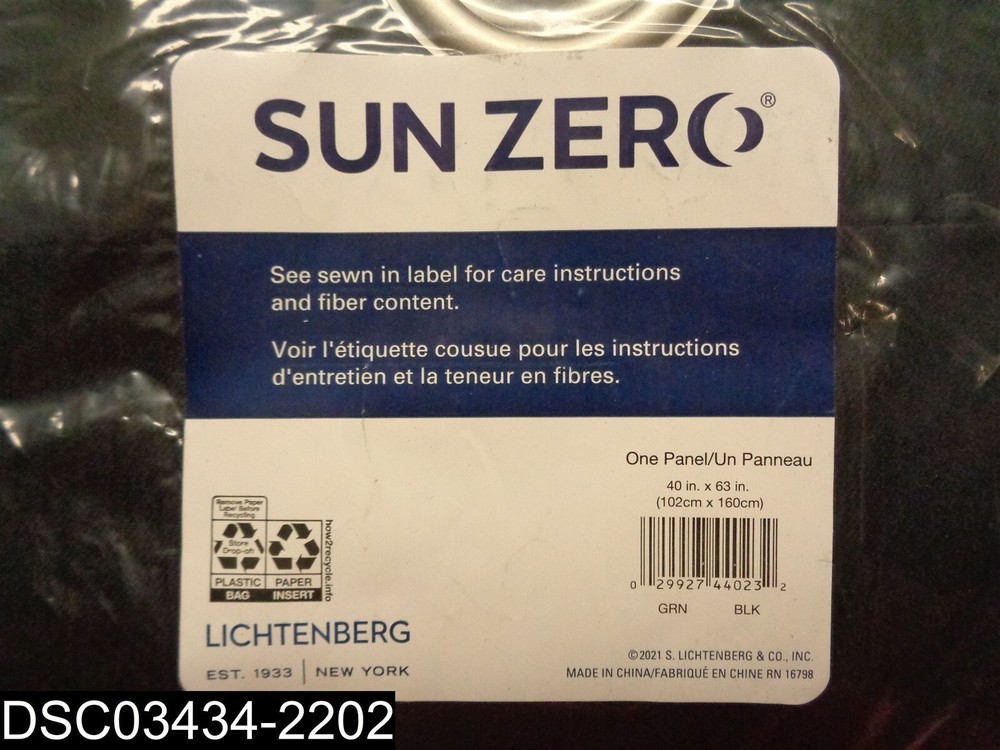 SUN ZERO®
See sewn in label for care instructions
and fiber content.
Voir l'étiquette cousue pour les instructions
d'entretien et la teneur en fibres.
One Panel/Un Panneau
40 in. x 63 in.
(102cm x 160cm)
0 29927 44023 2
GRN BLK
Remove Paper
Label Before
Recycling
Store
Drop-off
PLASTIC PAPER
BAG INSERT
how2recycle.info
LICHTENBERG
EST. 1933 | NEW YORK
©2021 S. LICHTENBERG & CO., INC.
MADE IN CHINA/FABRIQUÉ EN CHINE RN 16798
DSC03434-2202